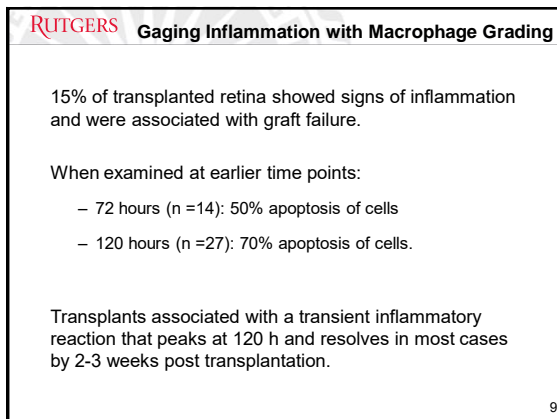 RUTGERS Gaging Inflammation with Macrophage Grading
15% of transplanted retina showed signs of inflammation
and were associated with graft failure.
When examined at earlier time points:
– 72 hours (n =14): 50% apoptosis of cells
– 120 hours (n =27): 70% apoptosis of cells.
Transplants associated with a transient inflammatory
reaction that peaks at 120 h and resolves in most cases
by 2-3 weeks post transplantation.
9